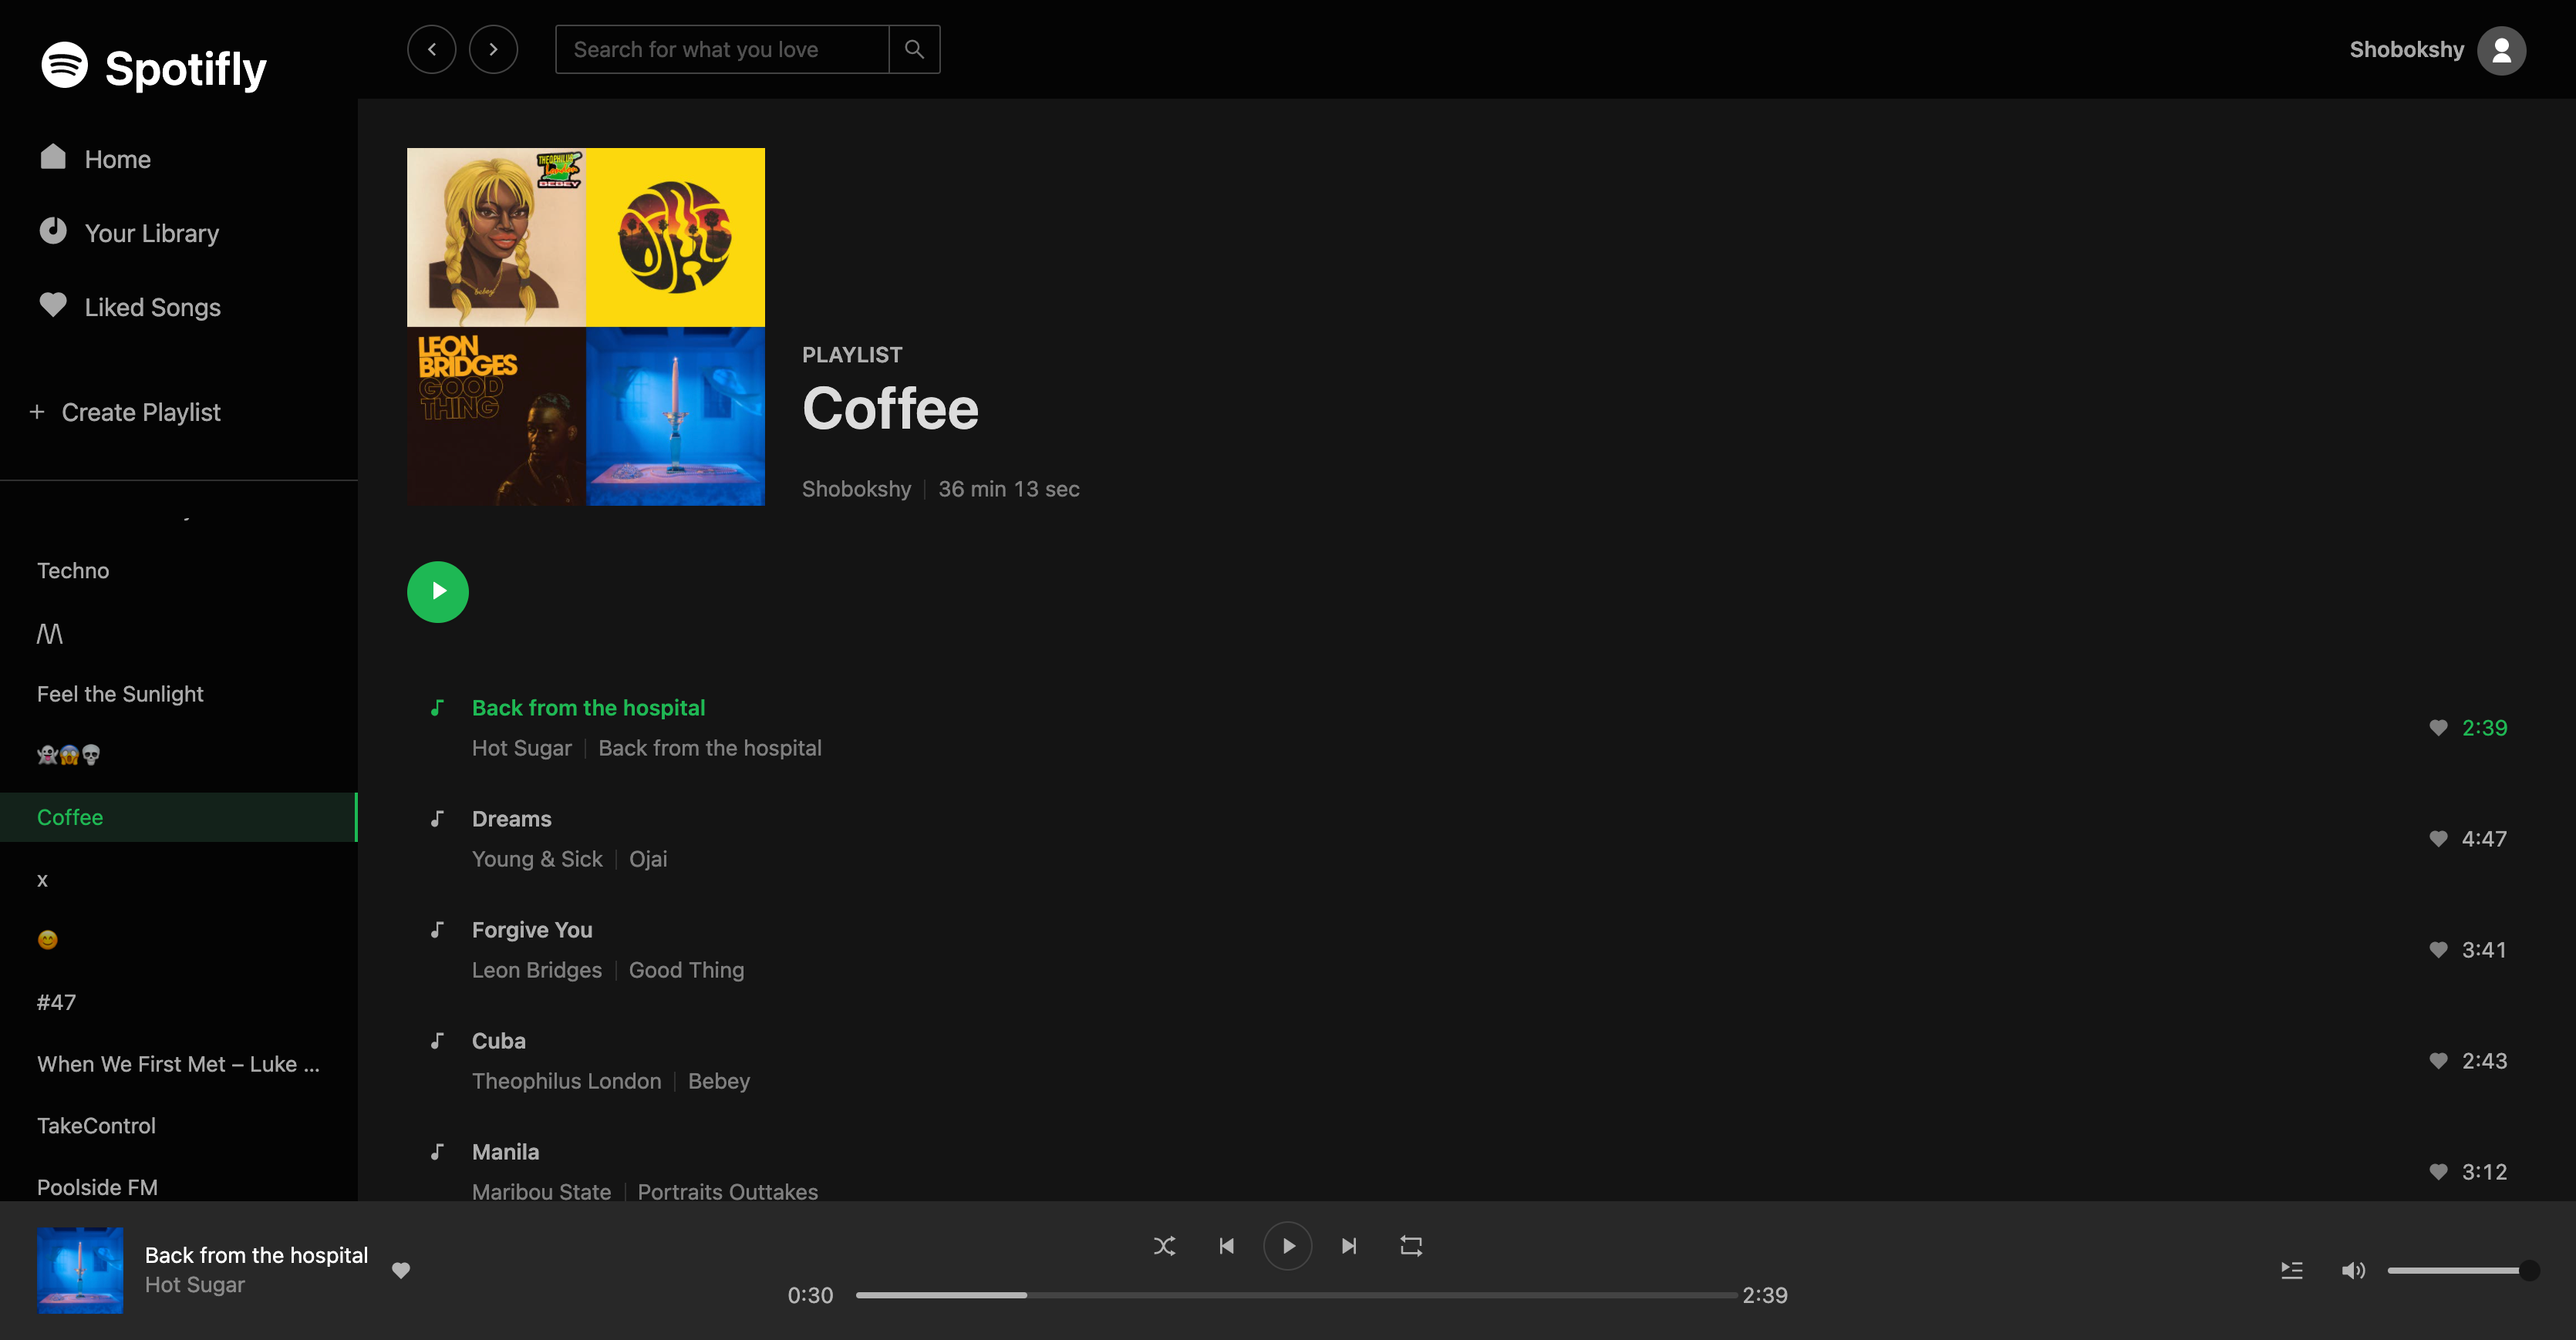 Spotifly
Search for what you love
Shobokshy
Home
Your Library
Liked Songs
+ Create Playlist
THEOPHILUS
London
BEBEY
bebey
LEON
BRIDGES
GOOD
THING
PLAYLIST
Coffee
Shobokshy | 36 min 13 sec
Techno
/\/\
Feel the Sunlight
👻😱💀
Coffee
x
😊
#47
When We First Met – Luke ...
TakeControl
Poolside FM
Back from the hospital
Hot Sugar | Back from the hospital
2:39
Dreams
Young & Sick | Ojai
4:47
Forgive You
Leon Bridges | Good Thing
3:41
Cuba
Theophilus London | Bebey
2:43
Manila
Maribou State | Portraits Outtakes
3:12
Back from the hospital
Hot Sugar
0:30
2:39